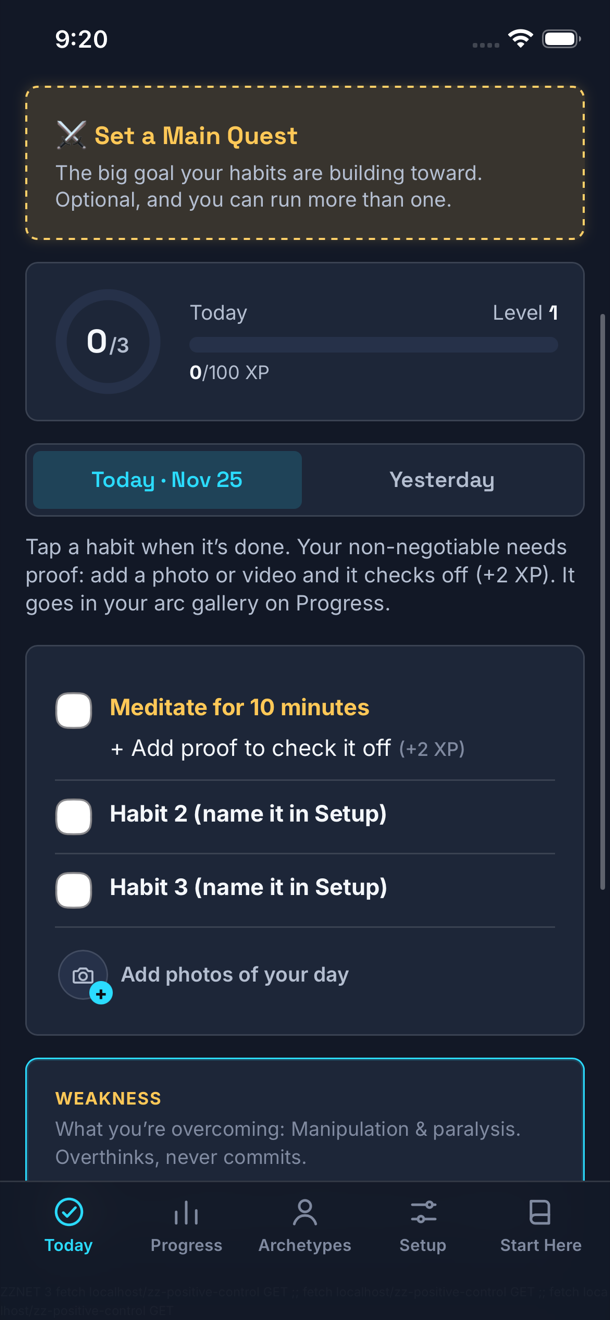 9:20
Set a Main Quest
The big goal your habits are building toward.
Optional, and you can run more than one.
0/3
Today
Level 1
0/100 XP
Today · Nov 25
Yesterday
Tap a habit when it’s done. Your non-negotiable needs
proof: add a photo or video and it checks off (+2 XP). It
goes in your arc gallery on Progress.
Meditate for 10 minutes
+ Add proof to check it off (+2 XP)
Habit 2 (name it in Setup)
Habit 3 (name it in Setup)
Add photos of your day
WEAKNESS
What you’re overcoming: Manipulation & paralysis.
Overthinks, never commits.
Today
Progress
Archetypes
Setup
Start Here